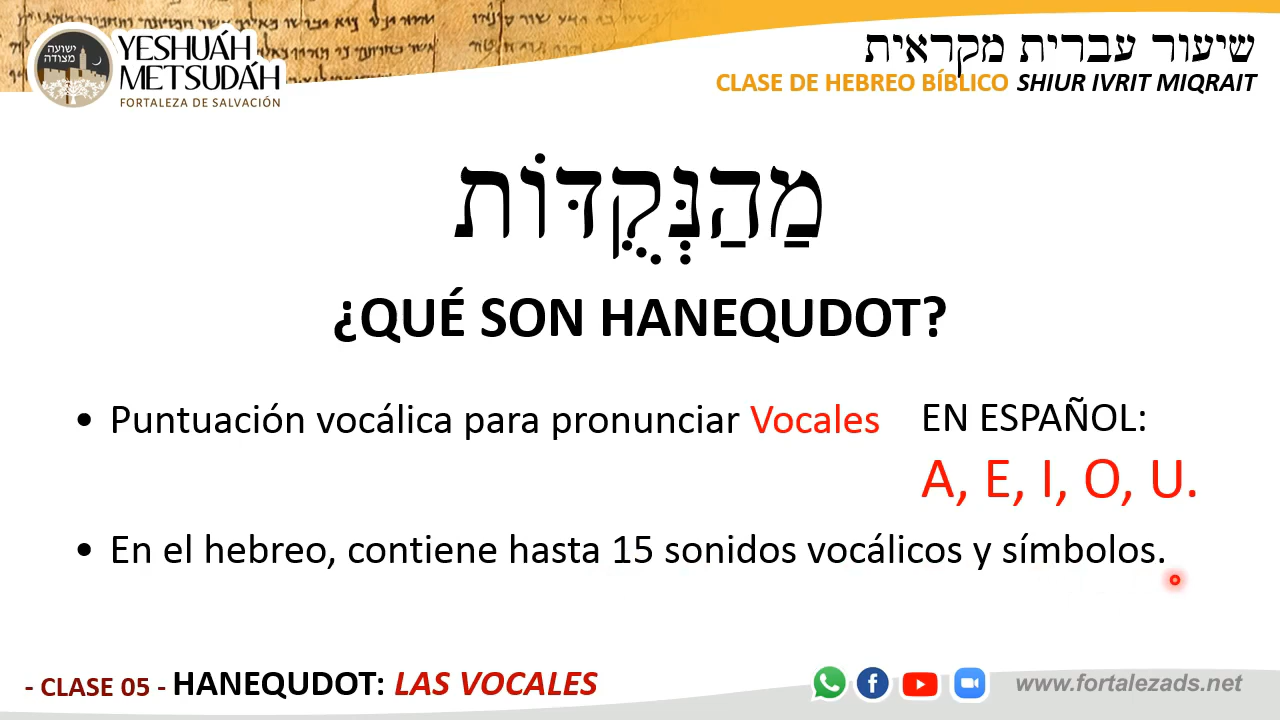 ישועה
מצודה
YESHUÁH
METSUDÁH
FORTALEZA DE SALVACIÓN
שיעור עברית מקראית
CLASE DE HEBREO BÍBLICO SHIUR IVRIT MIQRAIT
מַהַנְּקֻדּוֹת
¿QUÉ SON HANEQUDOT?
• Puntuación vocálica para pronunciar Vocales
EN ESPAÑOL:
A, E, I, O, U.
• En el hebreo, contiene hasta 15 sonidos vocálicos y símbolos.
- CLASE 05 - HANEQUDOT: LAS VOCALES
www.fortalezads.net